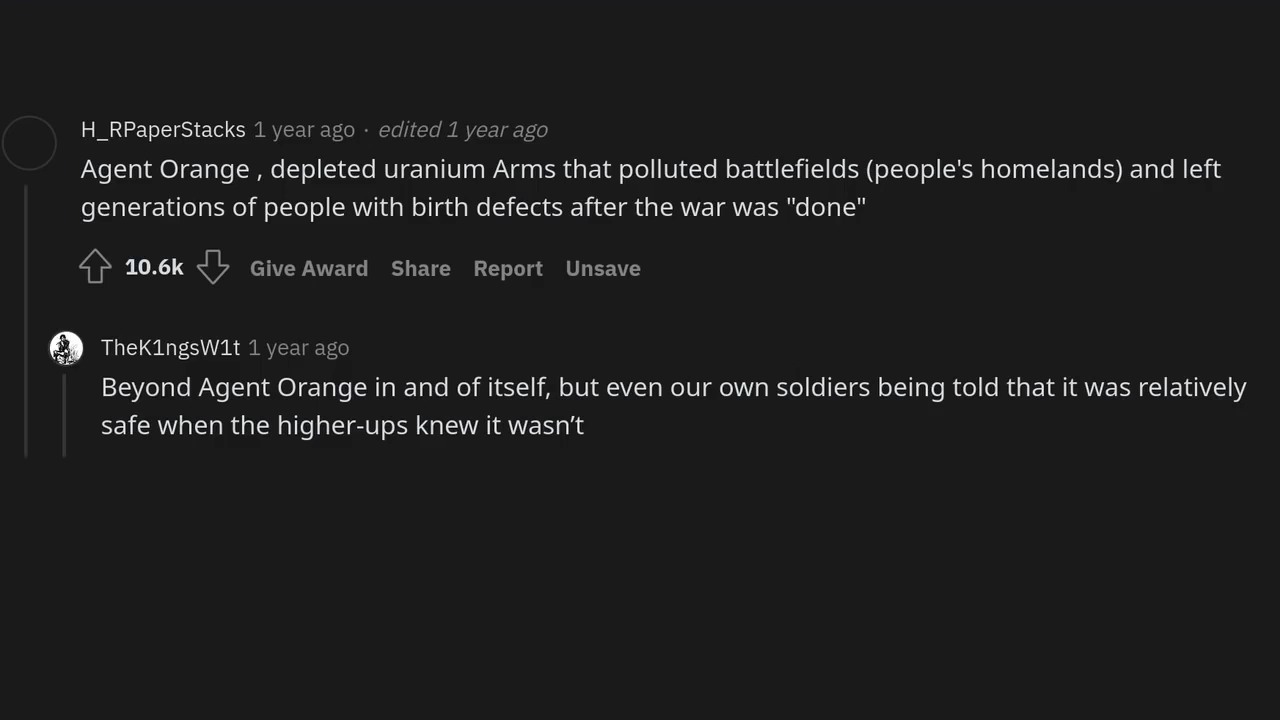 H_RPaperStacks 1 year ago · edited 1 year ago
Agent Orange , depleted uranium Arms that polluted battlefields (people's homelands) and left
generations of people with birth defects after the war was "done"
10.6k Give Award Share Report Unsave
TheK1ngsW1t 1 year ago
Beyond Agent Orange in and of itself, but even our own soldiers being told that it was relatively
safe when the higher-ups knew it wasn’t